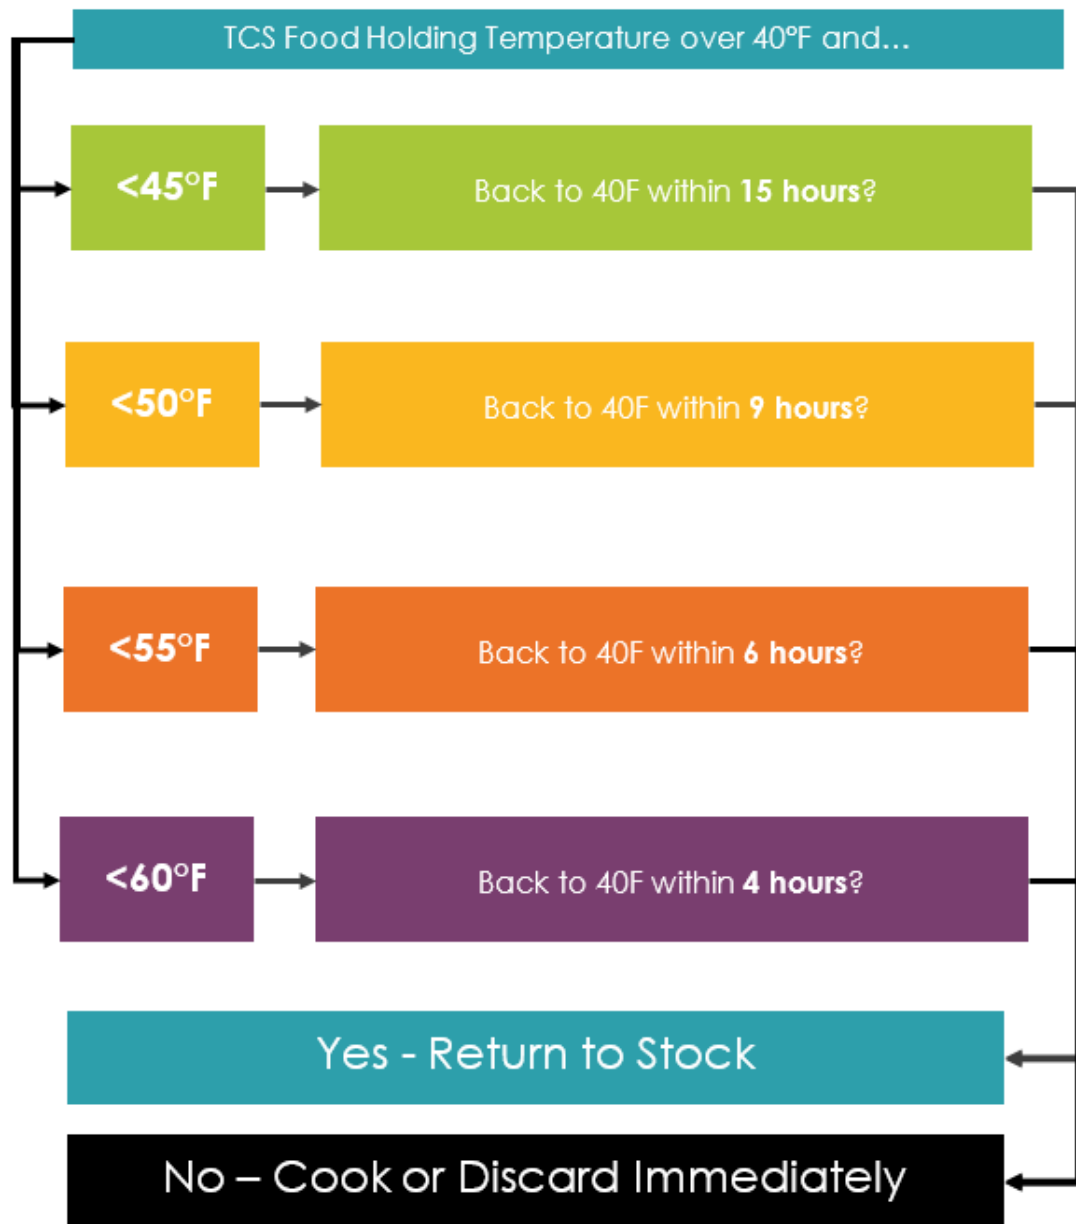 TCS Food Holding Temperature over 40°F and...
<45°F
Back to 40F within 15 hours?
<50°F
Back to 40F within 9 hours?
<55°F
Back to 40F within 6 hours?
<60°F
Back to 40F within 4 hours?
Yes - Return to Stock
No – Cook or Discard Immediately